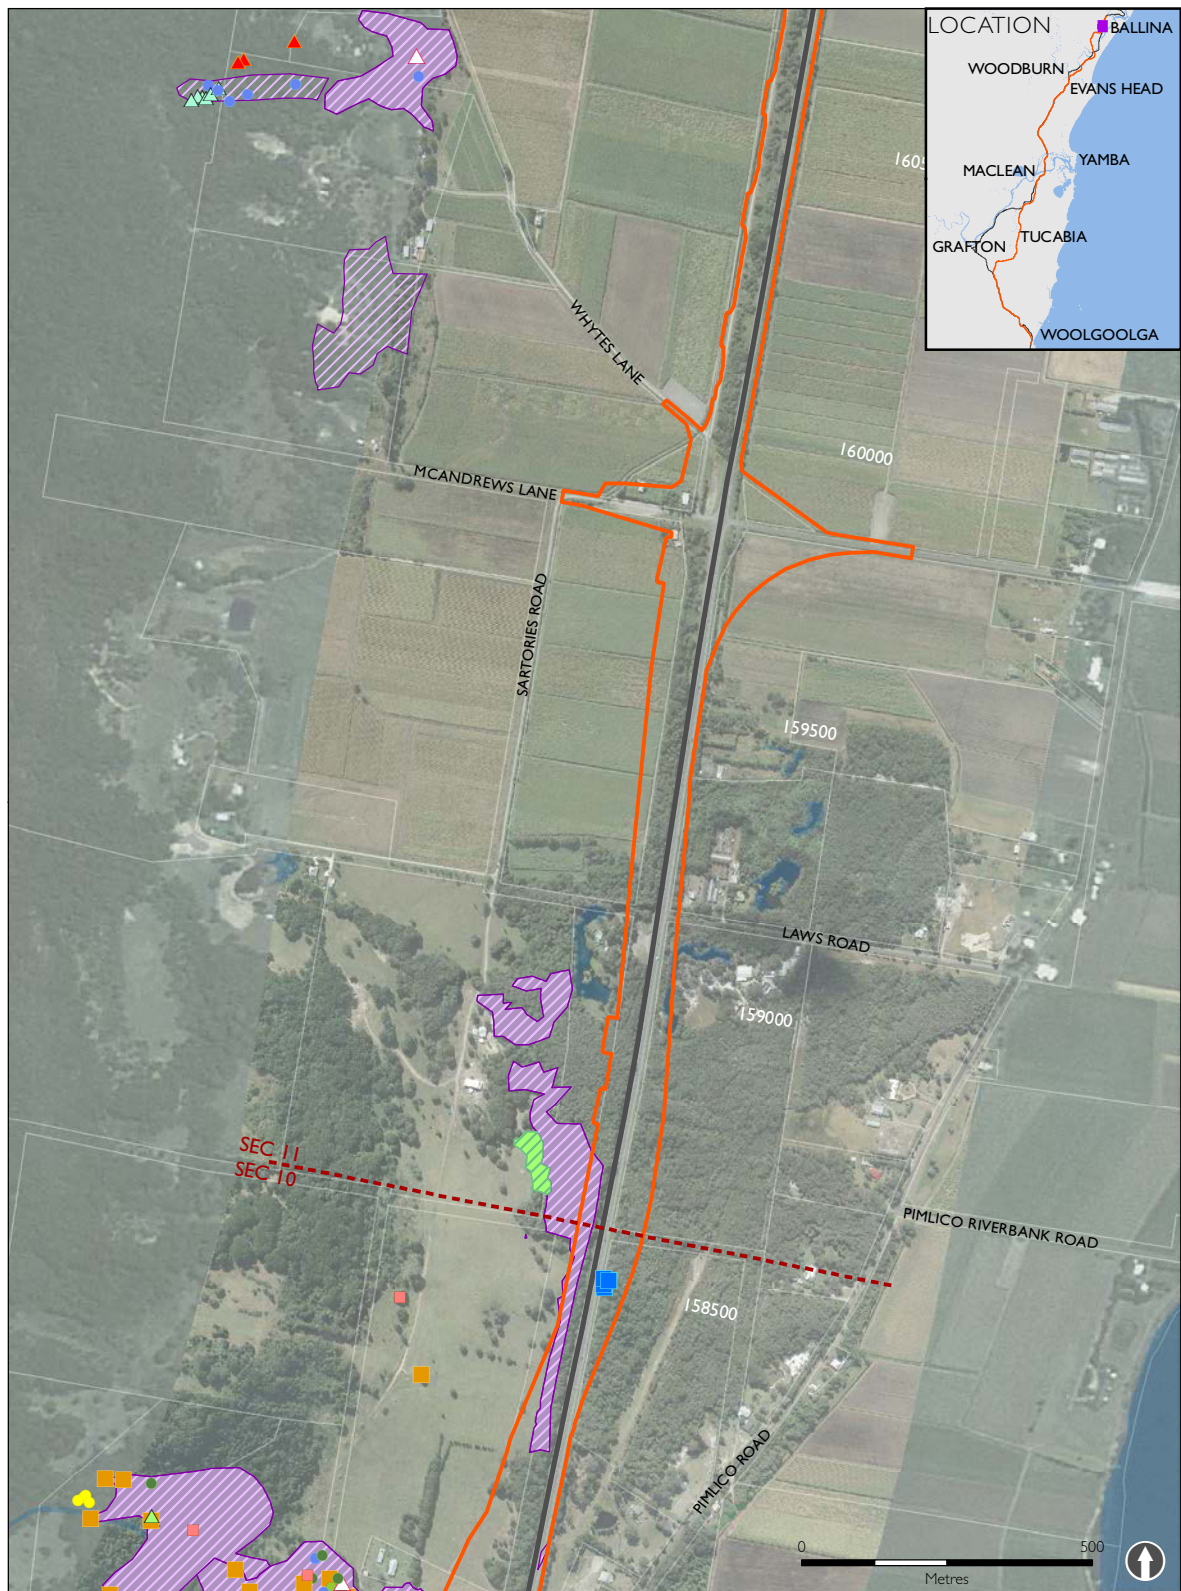 LOCATION
BALLINA
WOODBURN
EVANS HEAD
YAMBA
MACLEAN
TUCABIA
GRAFTON
WOOLGOOLGA
WHYTES LANE
160000
MCANDREWS LANE
SARTORIES ROAD
159500
LAWS ROAD
159000
SEC 11
SEC 10
PIMLICO RIVERBANK ROAD
158500
PIMLICO ROAD
0
500
Metres